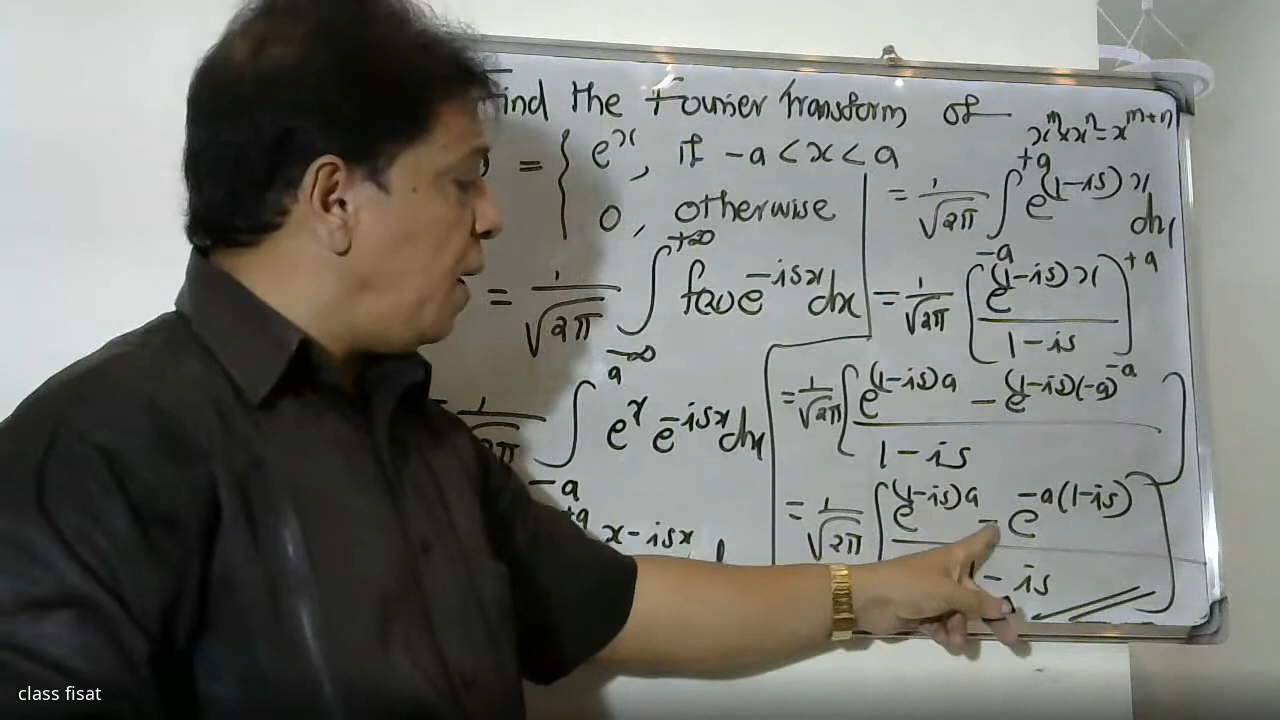 Find the Fourier transform of
x^m x^n = x^{m+n}
= { e^x, if -a < x < a
0, otherwise
= 1/√2π ∫_{-∞}^{+∞} f(x) e^{-isx} dx
1/√2π ∫_{-a}^{a} e^x e^{-isx} dx
+a x-isx
= 1/√2π ∫_{-a}^{+a} e^{(1-is)x} dx
= 1/√2π [ e^{(1-is)x} / 1-is ]_{-a}^{+a}
= 1/√2π [ e^{(1-is)a} - e^{(1-is)(-a)} / 1-is ]
= 1/√2π [ e^{(1-is)a} - e^{-a(1-is)} / - is ]
class fisat